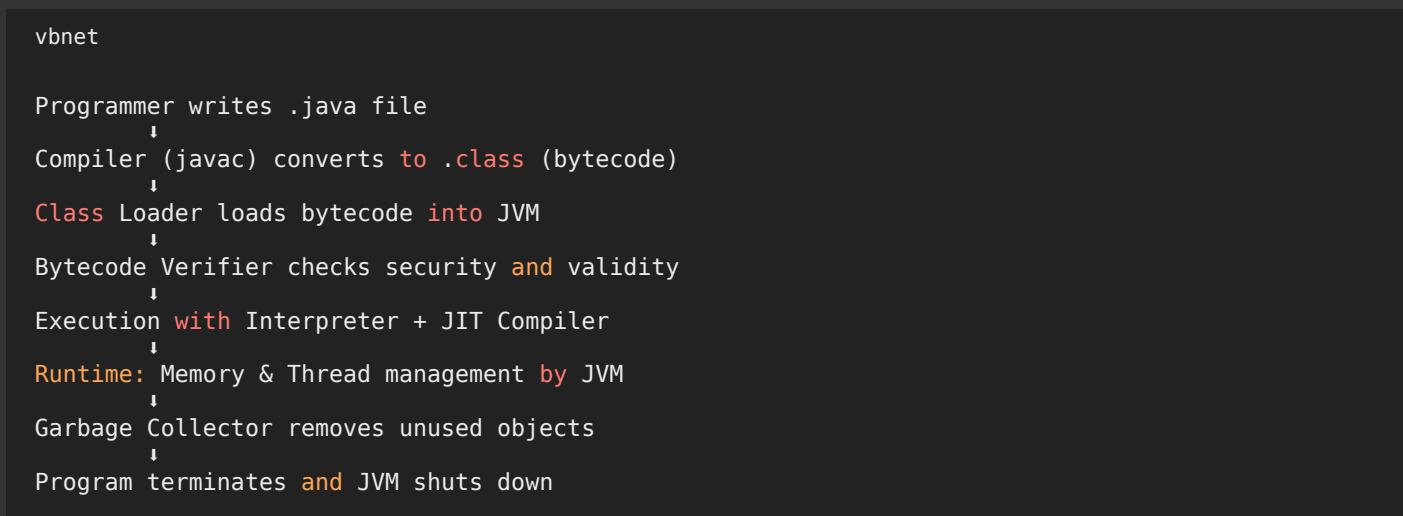 vbnet
Programmer writes .java file
⬇
Compiler (javac) converts to .class (bytecode)
⬇
Class Loader loads bytecode into JVM
⬇
Bytecode Verifier checks security and validity
⬇
Execution with Interpreter + JIT Compiler
⬇
Runtime: Memory & Thread management by JVM
⬇
Garbage Collector removes unused objects
⬇
Program terminates and JVM shuts down